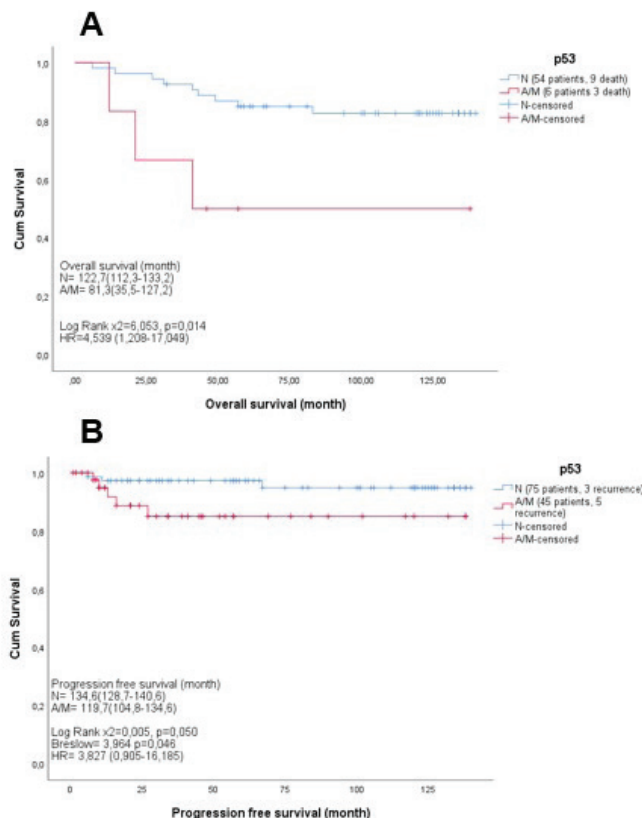 A
p53
N (54 patients, 9 death)
A/M (6 patients 3 death)
N-censored
A/M-censored
Cum Survival
1,0
0,8
0,6
0,4
0,2
0,0
Overall survival (month)
N= 122,7(112,3-133,2)
A/M= 81,3(35,5-127,2)
Log Rank x2=6,053, p=0,014
HR=4,539 (1,208-17,049)
,00 25,00 50,00 75,00 100,00 125,00
Overall survival (month)
B
p53
N (75 patients, 3 recurrence)
A/M (45 patients, 5
recurrence)
N-censored
A/M-censored
Cum Survival
1,0
0,8
0,6
0,4
0,2
0,0
Progression free survival (month)
N= 134,6(128,7-140,6)
A/M= 119,7(104,8-134,6)
Log Rank x2=0,005, p=0,050
Breslow= 3,964 p=0,046
HR= 3,827 (0,905-16,185)
0 25 50 75 100 125
Progression free survival (month)